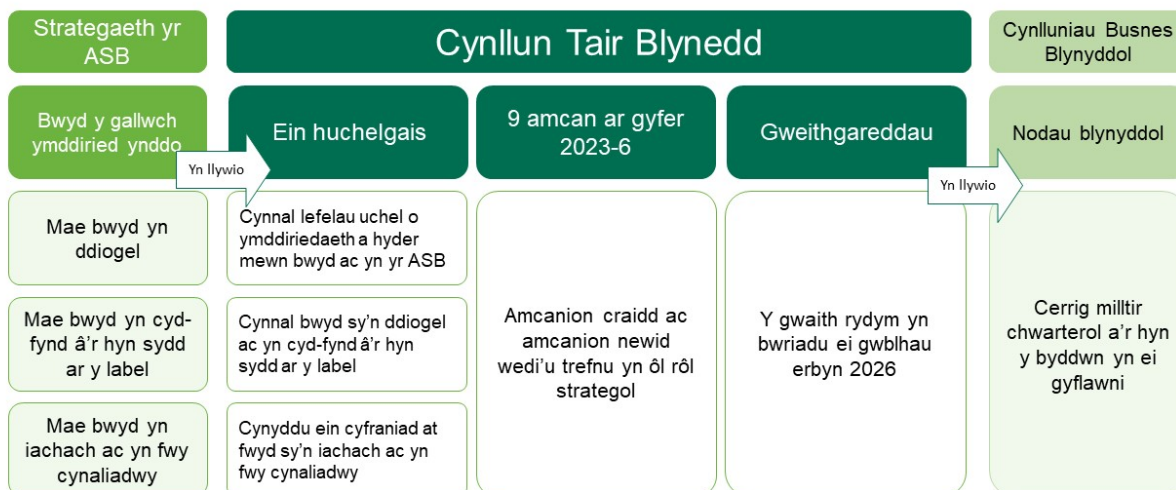 Strategaeth yr
ASB
Cynllun Tair Blynedd
Cynlluniau Busnes
Blynyddol
Bwyd y gallwch
ymddiried ynddo
Yn llywio
Ein huchelgais
9 amcan ar gyfer
2023-6
Gweithgareddau
Yn llywio
Nodau blynyddol
Mae bwyd yn
ddiogel
Mae bwyd yn cyd-
fynd â'r hyn sydd
ar y label
Mae bwyd yn
iachach ac yn fwy
cynaliadwy
Cynnal lefelau uchel o
ymddiriedaeth a hyder
mewn bwyd ac yn yr ASB
Cynnal bwyd sy'n ddiogel
ac yn cyd-fynd â'r hyn
sydd ar y label
Cynyddu ein cyfraniad at
fwyd sy'n iachach ac yn
fwy cynaliadwy
Amcanion craidd ac
amcanion newid
wedi'u trefnu yn ôl rôl
strategol
Y gwaith rydym yn
bwriadu ei gwblhau
erbyn 2026
Cerrig milltir
chwarterol a'r hyn
y byddwn yn ei
gyflawni